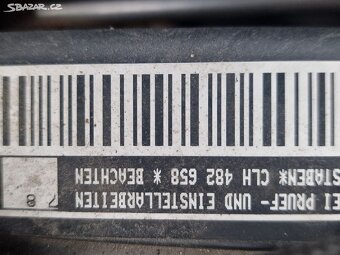 SBAZAR.CZ
EI PRUEF- UND EINSTELLARBEITEN
STABEN* CLH 482 658 * BEACHTEN